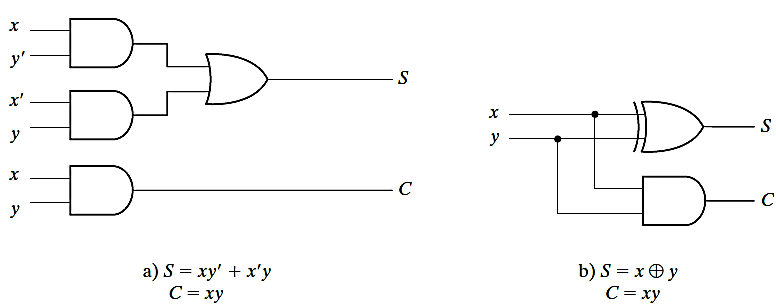 x
y′
S
x′
y
x
y
C
x
y
S
C
a) S = xy′ + x′y
C = xy
b) S = x ⊕ y
C = xy